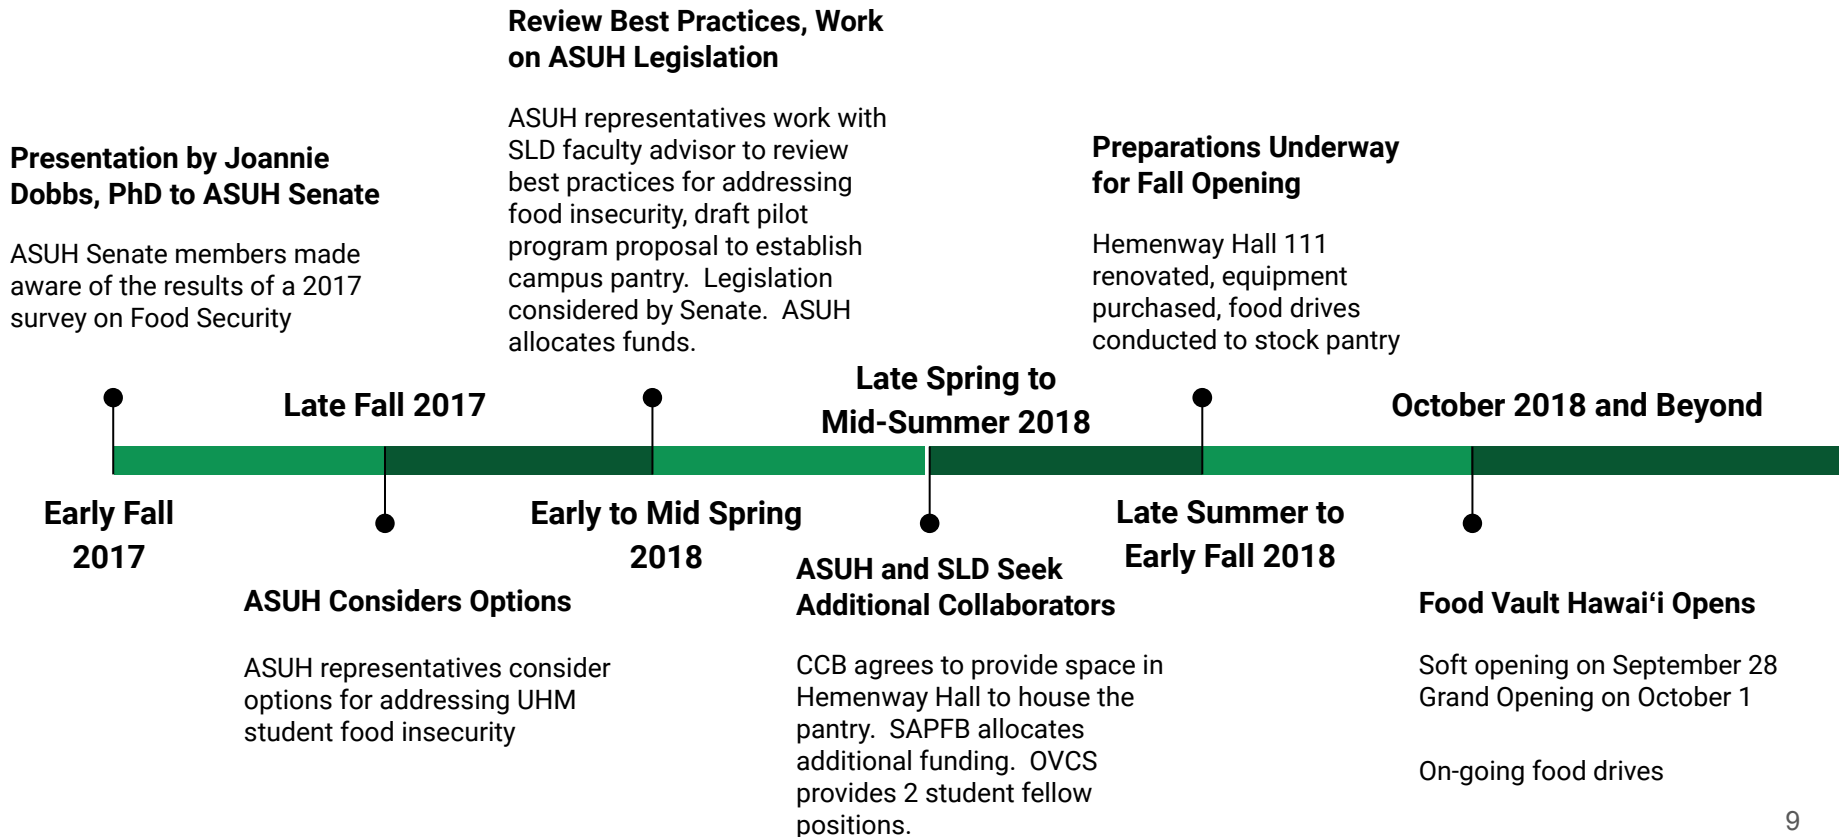 Presentation by Joannie
Dobbs, PhD to ASUH Senate
ASUH Senate members made
aware of the results of a 2017
survey on Food Security
Early Fall
2017
Late Fall 2017
ASUH Considers Options
ASUH representatives consider
options for addressing UHM
student food insecurity
Review Best Practices, Work
on ASUH Legislation
ASUH representatives work with
SLD faculty advisor to review
best practices for addressing
food insecurity, draft pilot
program proposal to establish
campus pantry.  Legislation
considered by Senate.  ASUH
allocates funds.
Early to Mid Spring
2018
Late Spring to
Mid-Summer 2018
ASUH and SLD Seek
Additional Collaborators
CCB agrees to provide space in
Hemenway Hall to house the
pantry.  SAPFB allocates
additional funding.  OVCS
provides 2 student fellow
positions.
Preparations Underway
for Fall Opening
Hemenway Hall 111
renovated, equipment
purchased, food drives
conducted to stock pantry
Late Summer to
Early Fall 2018
October 2018 and Beyond
Food Vault Hawaiʻi Opens
Soft opening on September 28
Grand Opening on October 1
On-going food drives
9